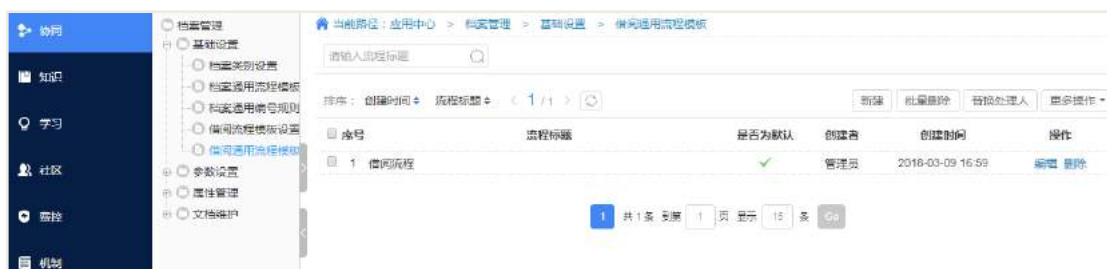 协同
知识
学习
社区
费控
机制
档案管理
基础设置
档案类别设置
档案通用流程模板
档案通用编号规则
借阅流程模板设置
借阅通用流程模板
参数设置
属性管理
文档维护
当前路径：应用中心 > 档案管理 > 基础设置 > 借阅通用流程模板
请输入流程标题
排序： 创建时间 流程标题 1 / 1 新建 批量删除 替换处理人 更多操作
序号 流程标题 是否为默认 创建者 创建时间 操作
1 借阅流程 管理员 2018-03-09 16:59 编辑 删除
1 共 1 条 到第 1 页 显示 15 条 Go